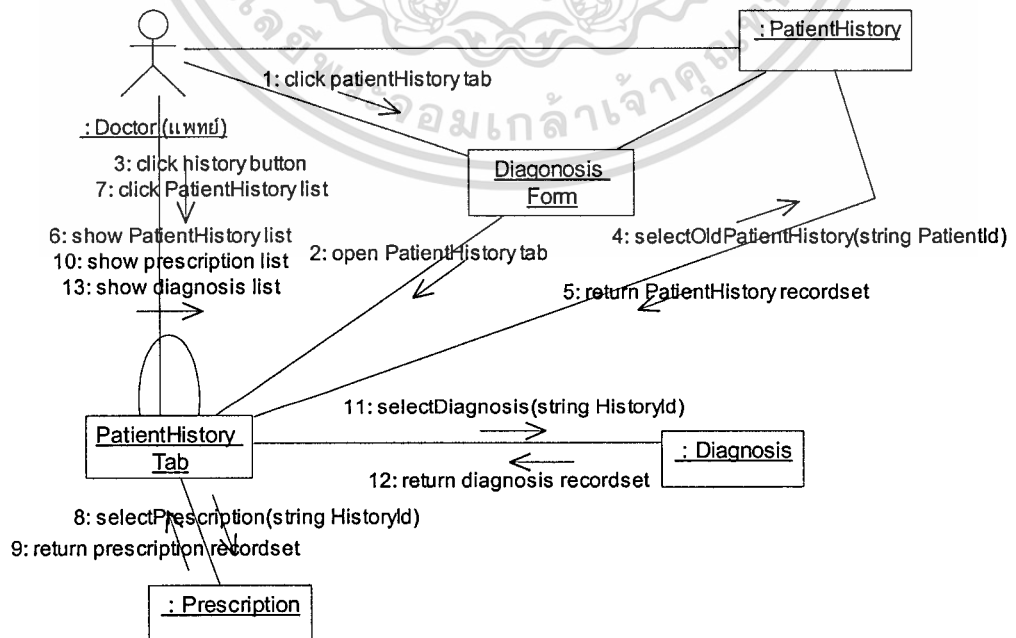 : PatientHistory
1: click patientHistory tab
: Doctor (แพทย์)
3: click history button
7: click PatientHistory list
Diagonosis
Form
6: show PatientHistory list
10: show prescription list
13: show diagnosis list
2: open PatientHistory tab
4: selectOldPatientHistory(string PatientId)
5: return PatientHistory recordset
11: selectDiagnosis(string HistoryId)
PatientHistory
Tab
: Diagnosis
12: return diagnosis recordset
8: selectPrescription(string HistoryId)
9: return prescription recordset
: Prescription